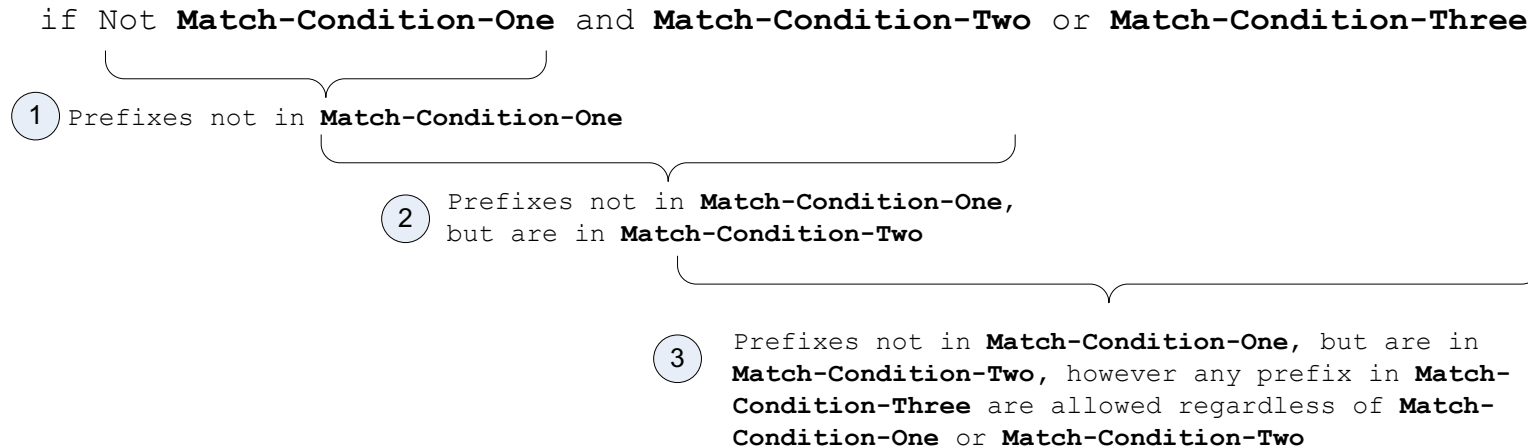 if Not Match-Condition-One and Match-Condition-Two or Match-Condition-Three
1 Prefixes not in Match-Condition-One
2 Prefixes not in Match-Condition-One,
but are in Match-Condition-Two
3 Prefixes not in Match-Condition-One, but are in
Match-Condition-Two, however any prefix in Match-
Condition-Three are allowed regardless of Match-
Condition-One or Match-Condition-Two